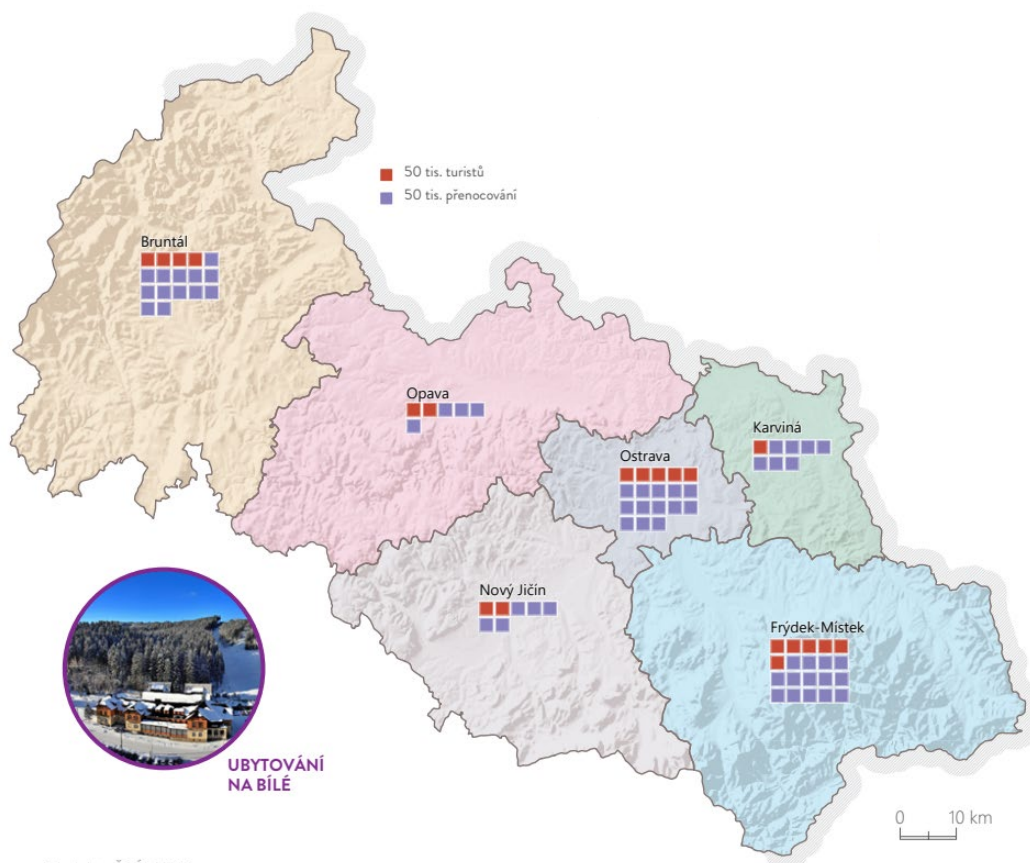 50 tis. turistů
50 tis. přenocování
Bruntál
Opava
Karviná
Ostrava
Nový Jičín
Frýdek-Místek
UBYTOVÁNÍ
NA BÍLÉ
0 10 km